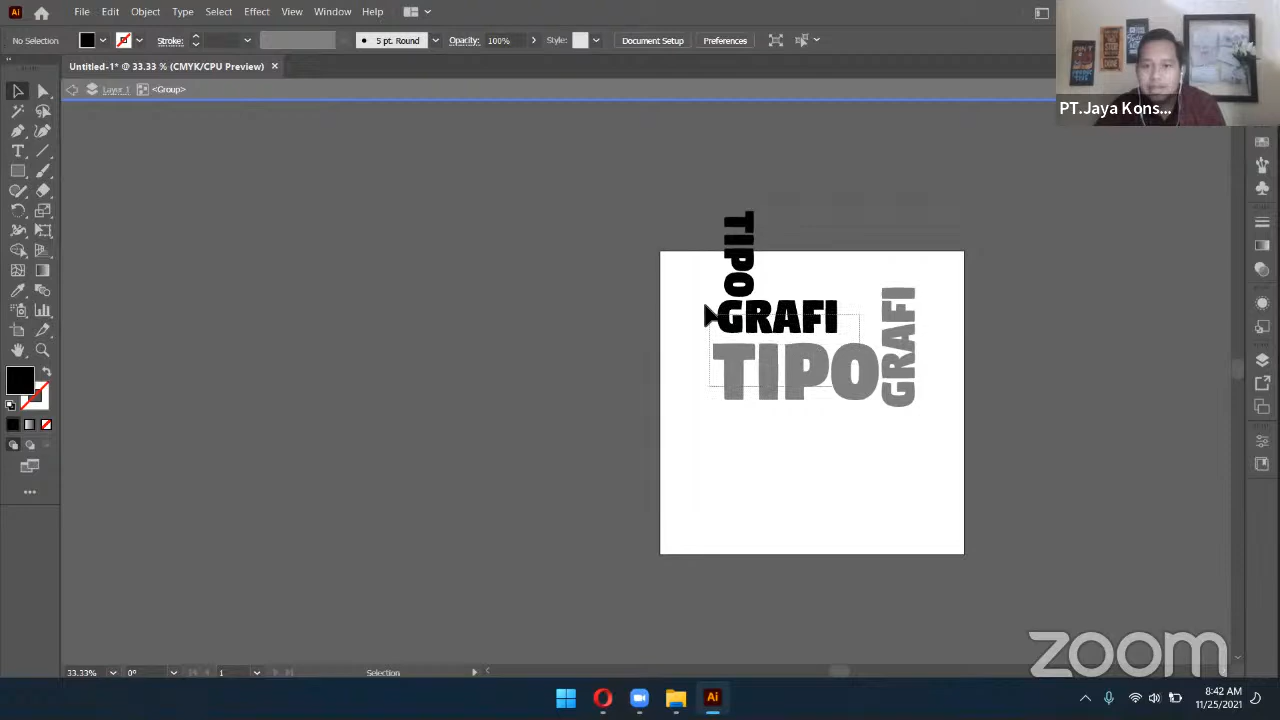 File Edit Object Type Select Effect View Window Help
No Selection Stroke: 5 pt. Round Opacity: 100% Style: Document Setup Preferences
Untitled-1* @ 33.33 % (CMYK/CPU Preview)
Layer 1 <Group>
PT.Jaya Kons...
TIPO
GRAFI
TIPO
GRAFI
33.33% 0° 1 Selection
zoom
8:42 AM
11/25/2021